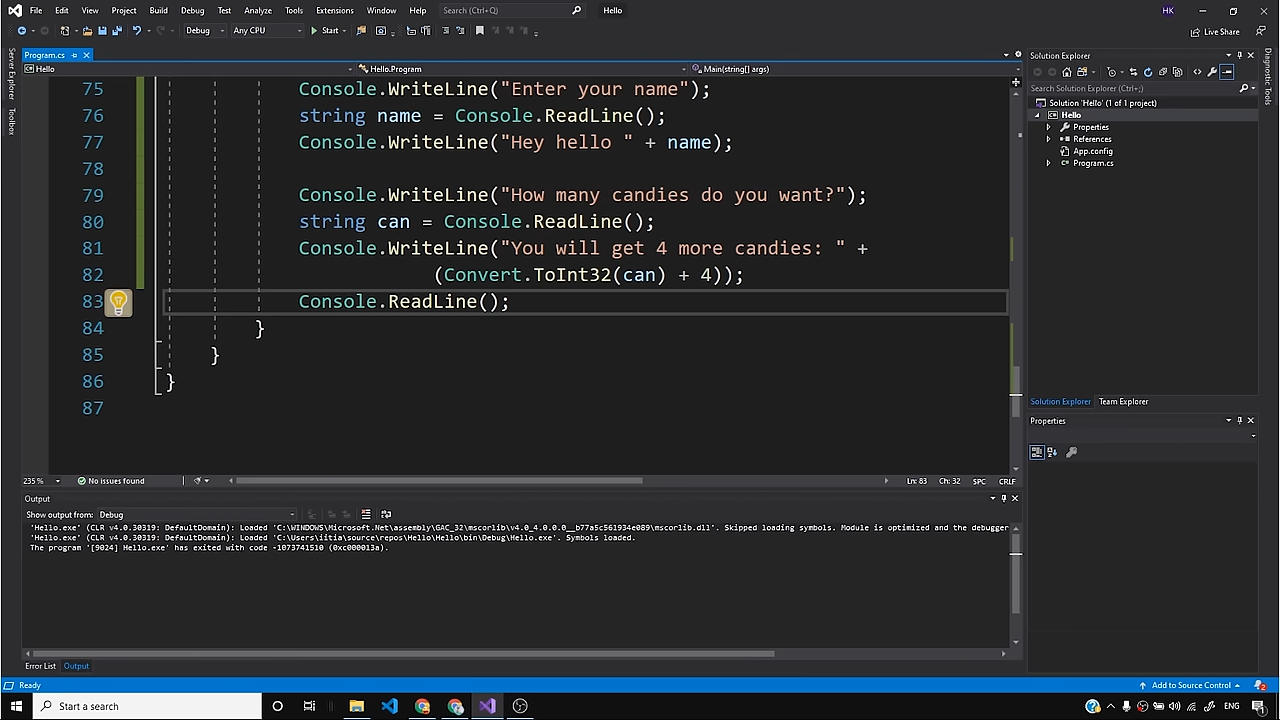 File Edit View Project Build Debug Test Analyze Tools Extensions Window Help Search (Ctrl+Q) Hello HK
Debug Any CPU Start Live Share
Server Explorer
Toolbox
Program.cs
Hello Hello.Program Main(string[] args)
75 Console.WriteLine("Enter your name");
76 string name = Console.ReadLine();
77 Console.WriteLine("Hey hello " + name);
78
79 Console.WriteLine("How many candies do you want?");
80 string can = Console.ReadLine();
81 Console.WriteLine("You will get 4 more candies: " +
82 (Convert.ToInt32(can) + 4));
83 Console.ReadLine();
84 }
85 }
86 }
87
235 % No issues found Ln: 83 Ch: 32 SPC CRLF
Output
Show output from: Debug
'Hello.exe' (CLR v4.0.30319: DefaultDomain): Loaded 'C:\WINDOWS\Microsoft.Net\assembly\GAC_32\mscorlib\v4.0_4.0.0.0__b77a5c561934e089\mscorlib.dll'. Skipped loading symbols. Module is optimized and the debugger
'Hello.exe' (CLR v4.0.30319: DefaultDomain): Loaded 'C:\Users\iitia\source\repos\Hello\Hello\bin\Debug\Hello.exe'. Symbols loaded.
The program '[9024] Hello.exe' has exited with code -1073741510 (0xc000013a).
Error List Output
Solution Explorer
Search Solution Explorer (Ctrl+;)
Solution 'Hello' (1 of 1 project)
Hello
Properties
References
App.config
C# Program.cs
Solution Explorer Team Explorer
Properties
Diagnostic Tools
Ready Add to Source Control 2
Start a search ENG